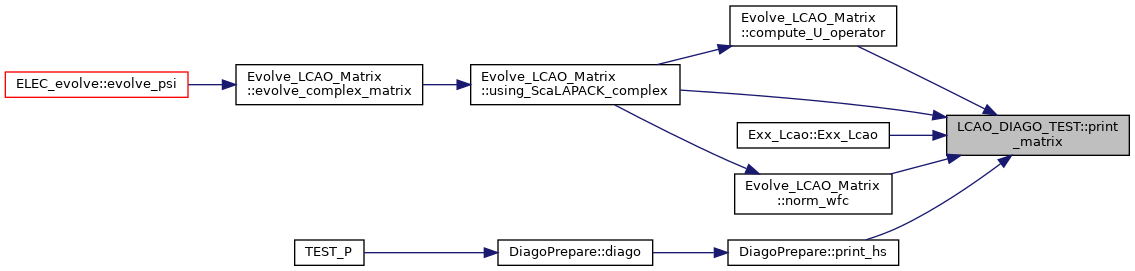 Evolve_LCAO_Matrix
::compute_U_operator
ELEC_evolve::evolve_psi
Evolve_LCAO_Matrix
::evolve_complex_matrix
Evolve_LCAO_Matrix
::using_ScaLAPACK_complex
Exx_Lcao::Exx_Lcao
LCAO_DIAGO_TEST::print
_matrix
Evolve_LCAO_Matrix
::norm_wfc
TEST_P
DiagoPrepare::diago
DiagoPrepare::print_hs